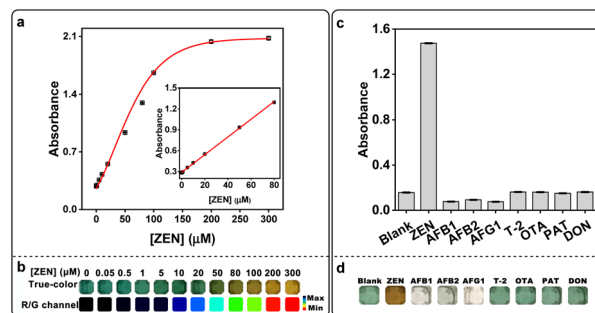 a
2.1
1.4
0.7
0.0
Absorbance
0 50 100 150 200 250 300
[ZEN] (µM)
1.5
1.2
0.9
0.6
0.3
Absorbance
0 20 40 60 80
[ZEN] (µM)
b
[ZEN] (µM) 0 0.05 0.5 1 5 10 20 50 80 100 200 300
True-color
R/G channel
Max
Min
c
1.6
1.2
0.8
0.4
0.0
Absorbance
Blank ZEN AFB1 AFB2 AFG1 T-2 OTA PAT DON
d
Blank ZEN AFB1 AFB2 AFG1 T-2 OTA PAT DON